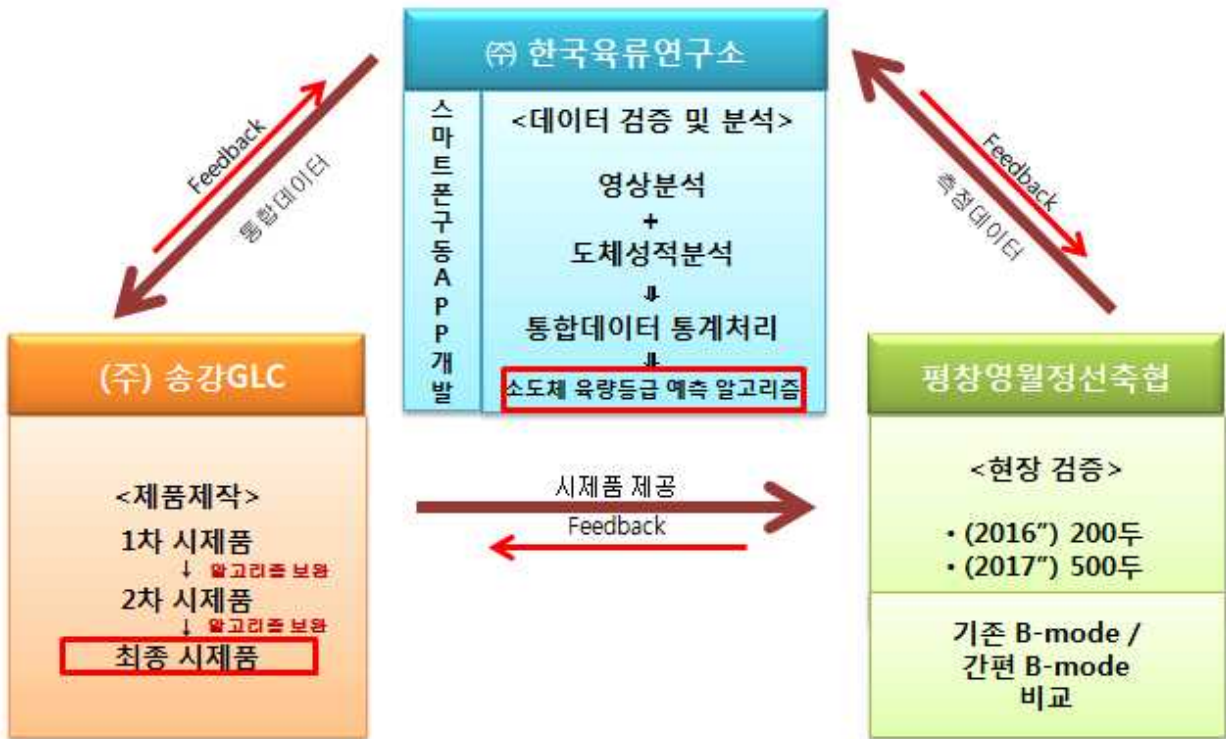 ㈜ 한국육류연구소
스마트폰구동APP개발
<데이터 검증 및 분석>
영상분석
+
도체성적분석
⇓
통합데이터 통계처리
⇓
소도체 육량등급 예측 알고리즘
Feedback
통합데이터
Feedback
측정데이터
(주) 송강GLC
<제품제작>
1차 시제품
↓ 알고리즘 보완
2차 시제품
↓ 알고리즘 보완
최종 시제품
시제품 제공
Feedback
평창영월정선축협
<현장 검증>
• (2016”) 200두
• (2017”) 500두
기존 B-mode /
간편 B-mode
비교